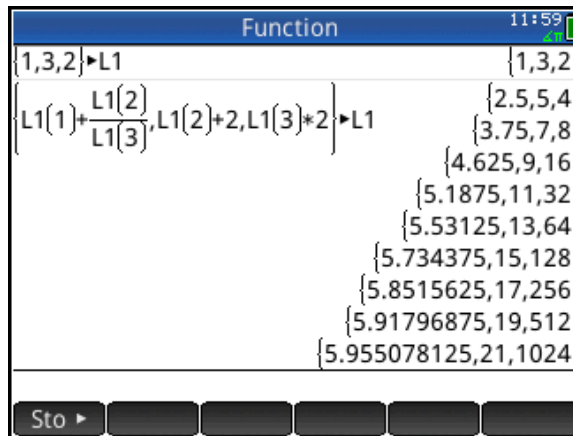 Function
11:59
∡π
{1,3,2}▶L1
{1,3,2
{L1(1)+L1(2)/L1(3),L1(2)+2,L1(3)*2}▶L1
{2.5,5,4
{3.75,7,8
{4.625,9,16
{5.1875,11,32
{5.53125,13,64
{5.734375,15,128
{5.8515625,17,256
{5.91796875,19,512
{5.955078125,21,1024
Sto ▶